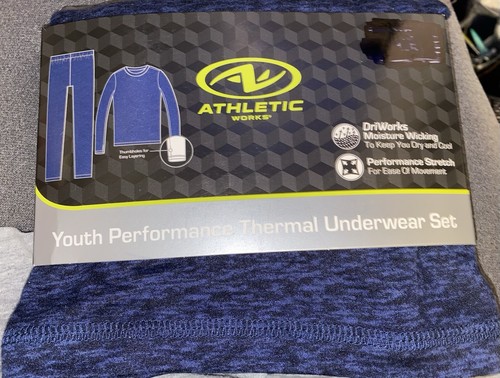 ATHLETIC
WORKS®
Thumbholes for
Easy Layering
DriWorks
Moisture Wicking
To Keep You Dry and Cool
Performance Stretch
For Ease Of Movement
Youth Performance Thermal Underwear Set